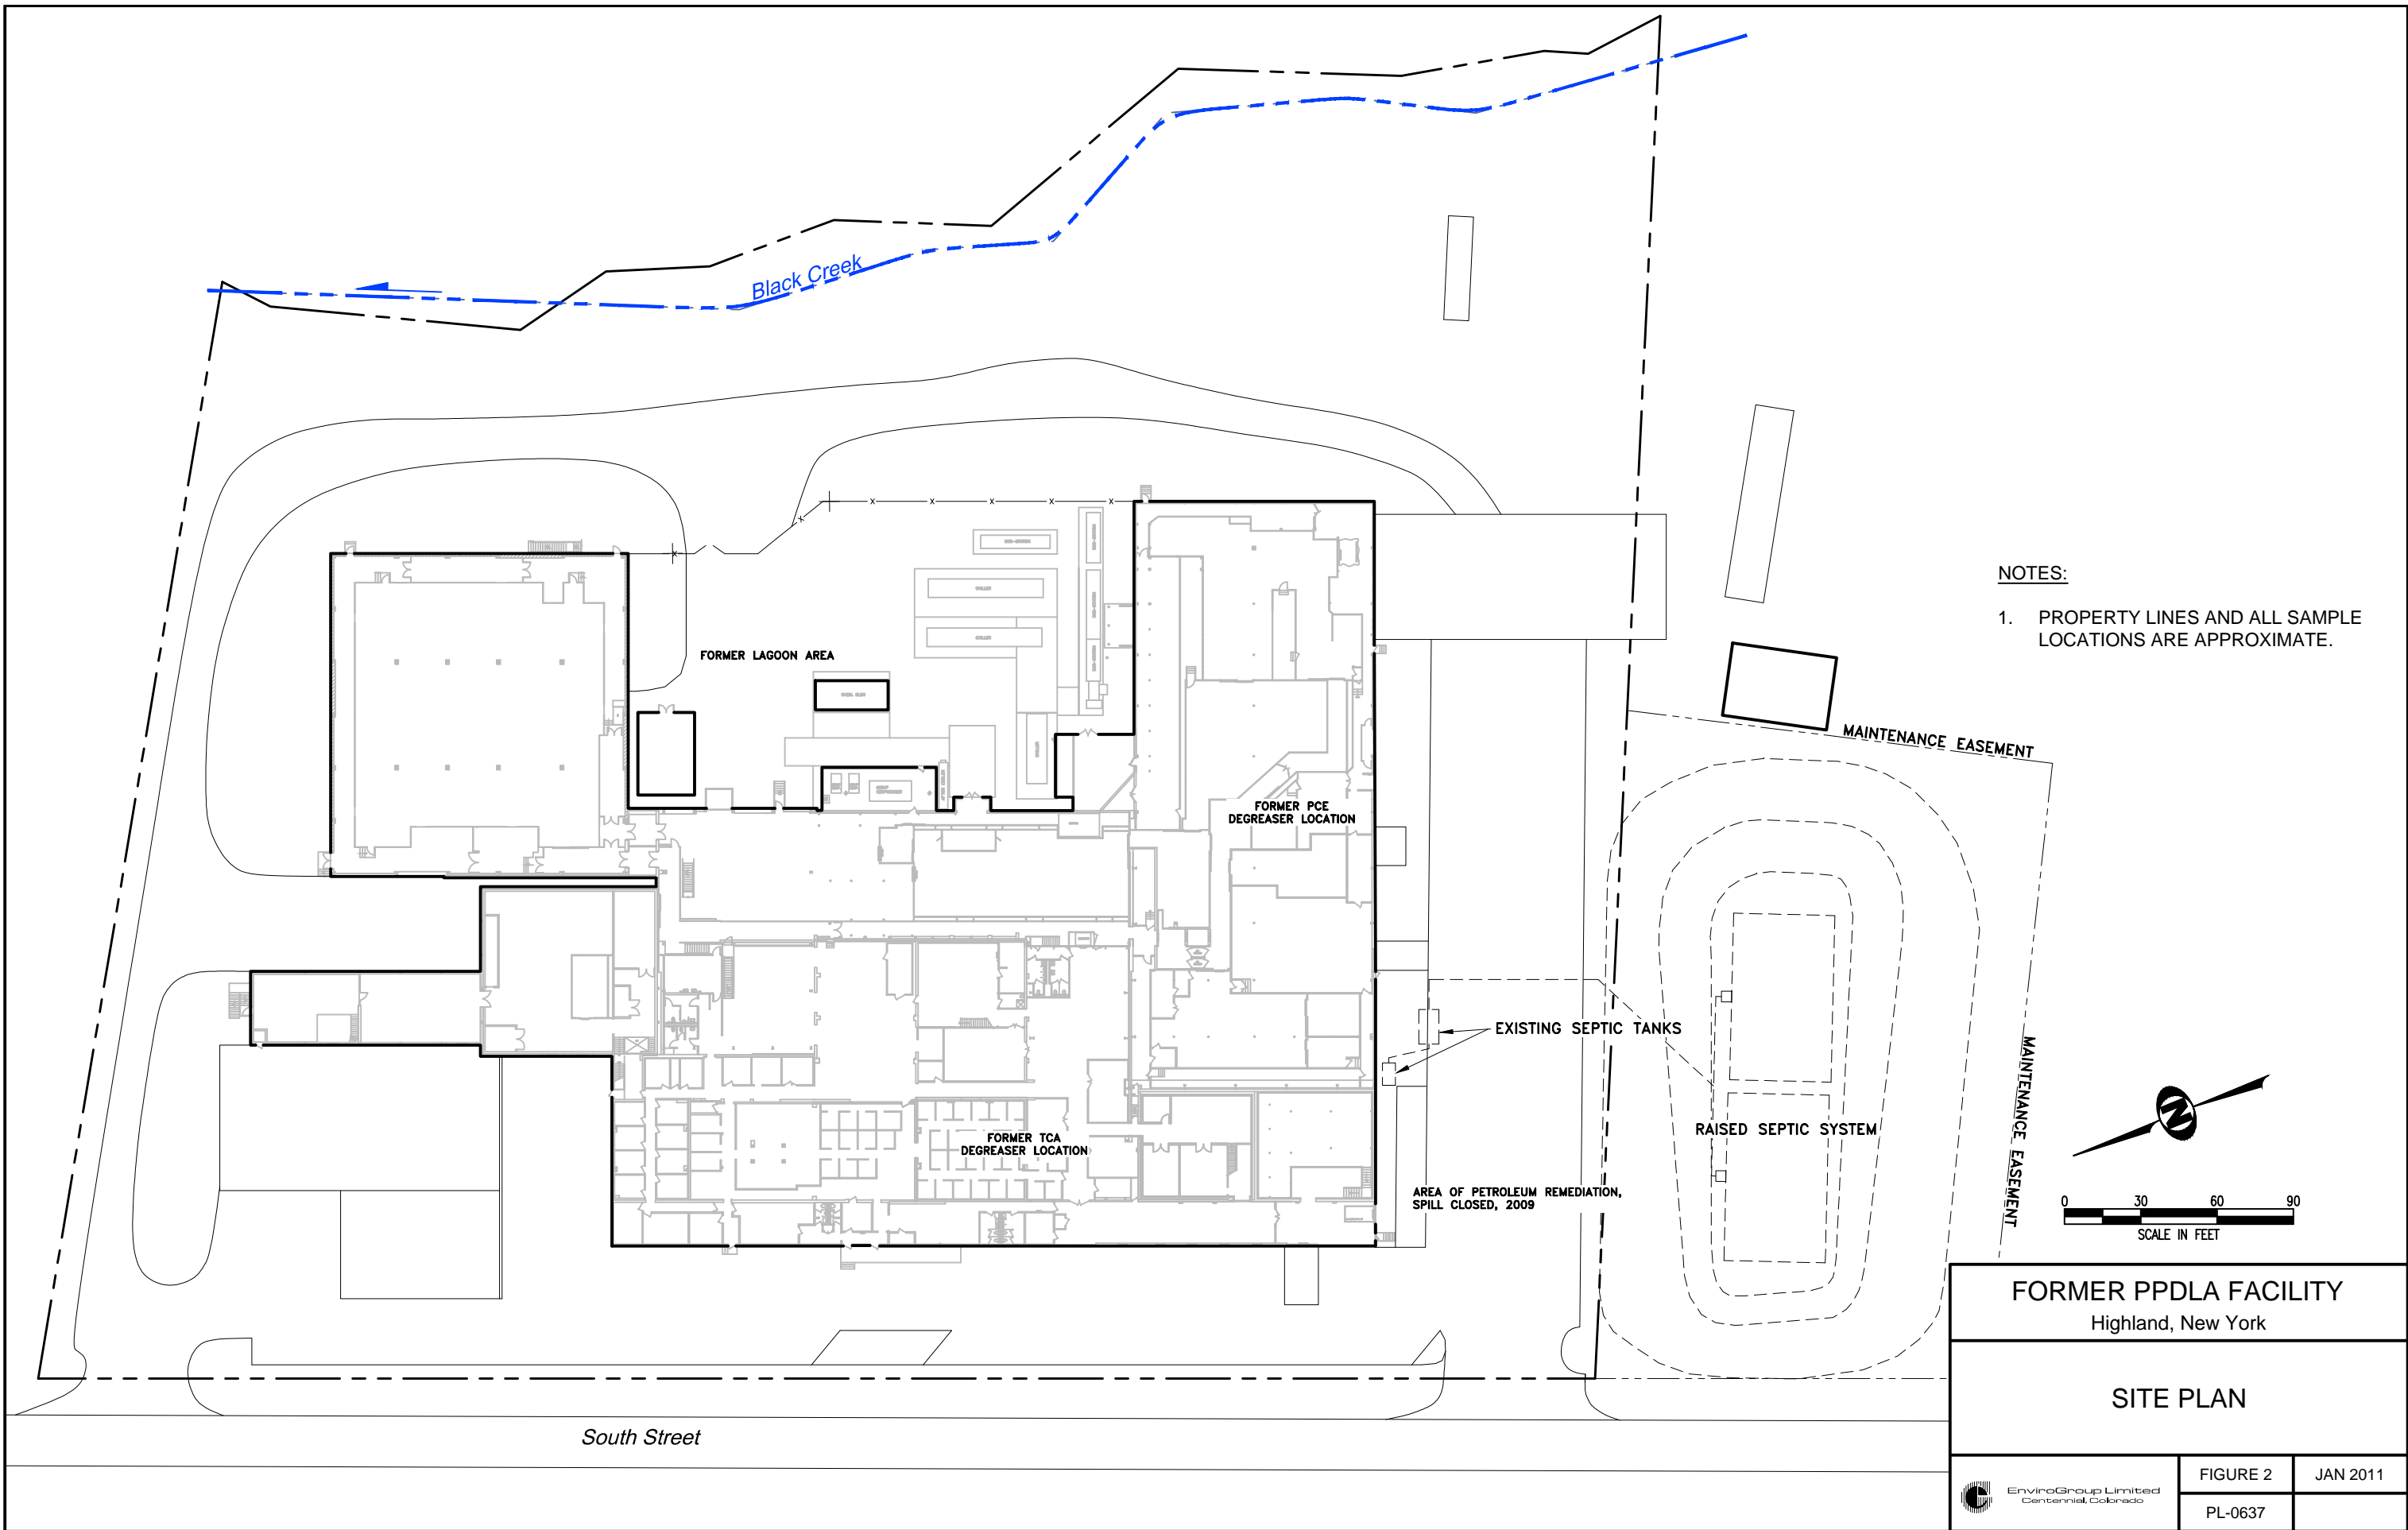 Black Creek
NOTES:
1. PROPERTY LINES AND ALL SAMPLE
LOCATIONS ARE APPROXIMATE.
FORMER LAGOON AREA
MAINTENANCE EASEMENT
FORMER PCE
DEGREASER LOCATION
EXISTING SEPTIC TANKS
MAINTENANCE EASEMENT
RAISED SEPTIC SYSTEM
FORMER TCA
DEGREASER LOCATION
AREA OF PETROLEUM REMEDIATION,
SPILL CLOSED, 2009
N
0 30 60 90
SCALE IN FEET
South Street
FORMER PPDLA FACILITY
Highland, New York
SITE PLAN
EnviroGroup Limited
Centennial, Colorado
FIGURE 2
JAN 2011
PL-0637